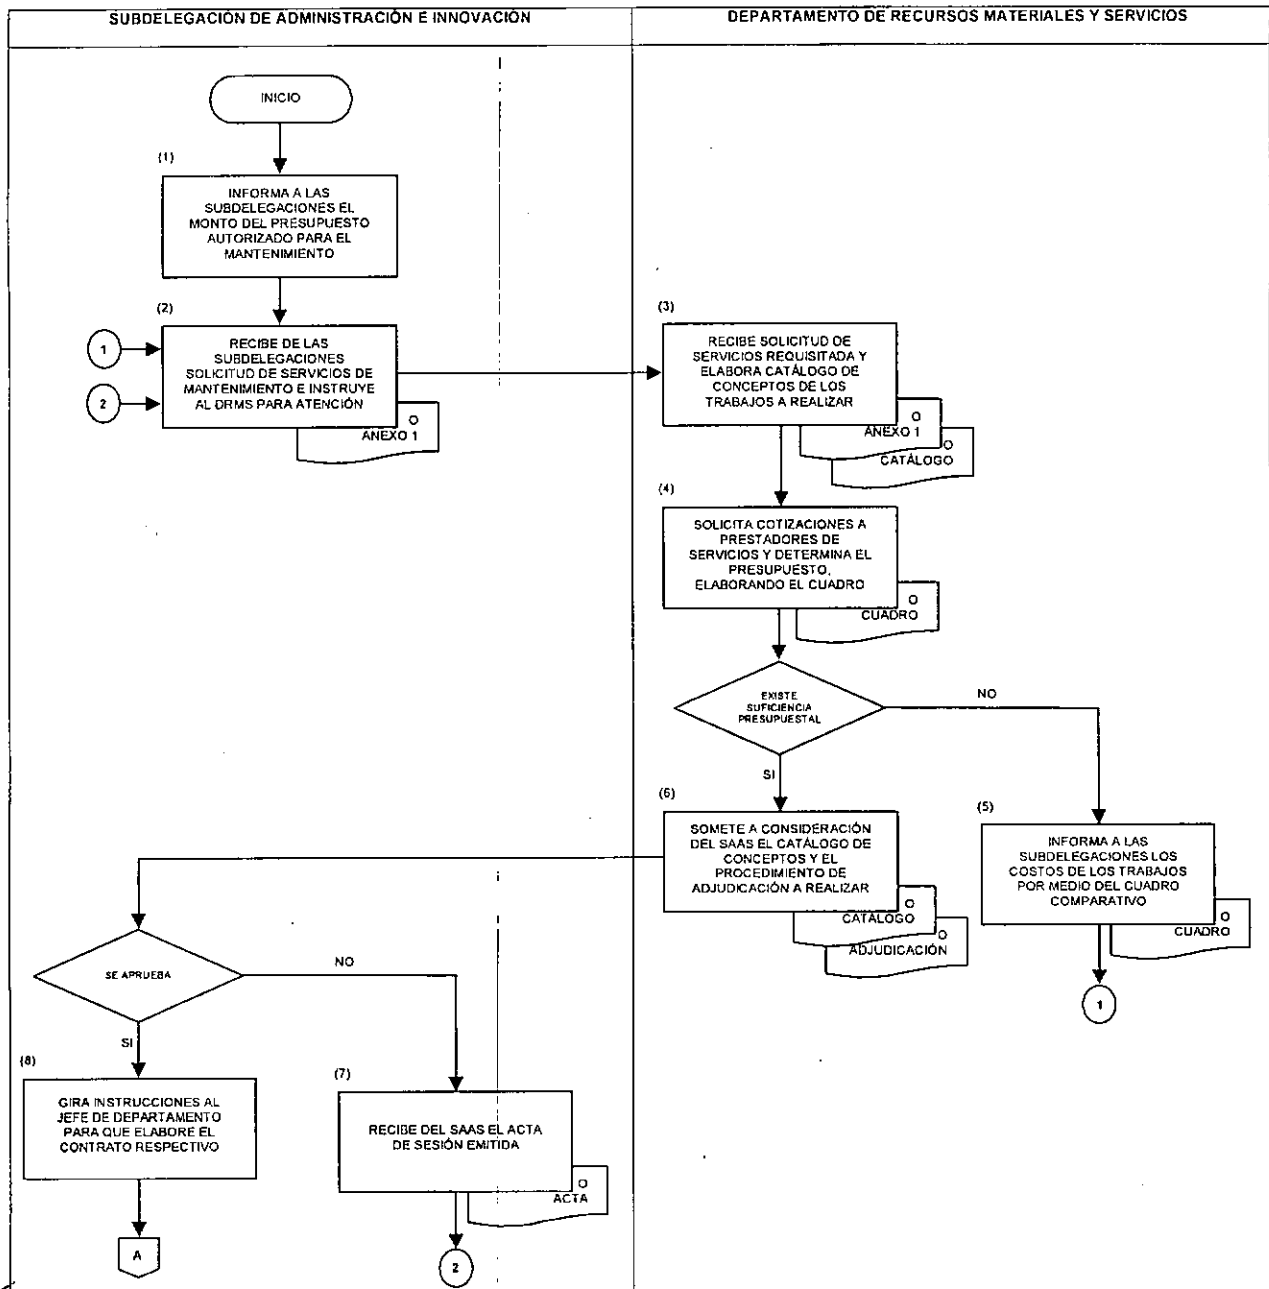 SUBDELEGACIÓN DE ADMINISTRACIÓN E INNOVACIÓN
DEPARTAMENTO DE RECURSOS MATERIALES Y SERVICIOS
INICIO
(1)
INFORMA A LAS
SUBDELEGACIONES EL
MONTO DEL PRESUPUESTO
AUTORIZADO PARA EL
MANTENIMIENTO
(2)
1
2
RECIBE DE LAS
SUBDELEGACIONES
SOLICITUD DE SERVICIOS DE
MANTENIMIENTO E INSTRUYE
AL DRMS PARA ATENCIÓN
O
ANEXO 1
(3)
RECIBE SOLICITUD DE
SERVICIOS REQUISITADA Y
ELABORA CATÁLOGO DE
CONCEPTOS DE LOS
TRABAJOS A REALIZAR
O
ANEXO 1
O
CATÁLOGO
(4)
SOLICITA COTIZACIONES A
PRESTADORES DE
SERVICIOS Y DETERMINA EL
PRESUPUESTO,
ELABORANDO EL CUADRO
O
CUADRO
EXISTE
SUFICIENCIA
PRESUPUESTAL
NO
SI
(5)
INFORMA A LAS
SUBDELEGACIONES LOS
COSTOS DE LOS TRABAJOS
POR MEDIO DEL CUADRO
COMPARATIVO
O
CUADRO
1
(6)
SOMETE A CONSIDERACIÓN
DEL SAAS EL CATÁLOGO DE
CONCEPTOS Y EL
PROCEDIMIENTO DE
ADJUDICACIÓN A REALIZAR
O
CATÁLOGO
O
ADJUDICACIÓN
SE APRUEBA
NO
SI
(7)
RECIBE DEL SAAS EL ACTA
DE SESIÓN EMITIDA
O
ACTA
2
(8)
GIRA INSTRUCCIONES AL
JEFE DE DEPARTAMENTO
PARA QUE ELABORE EL
CONTRATO RESPECTIVO
A